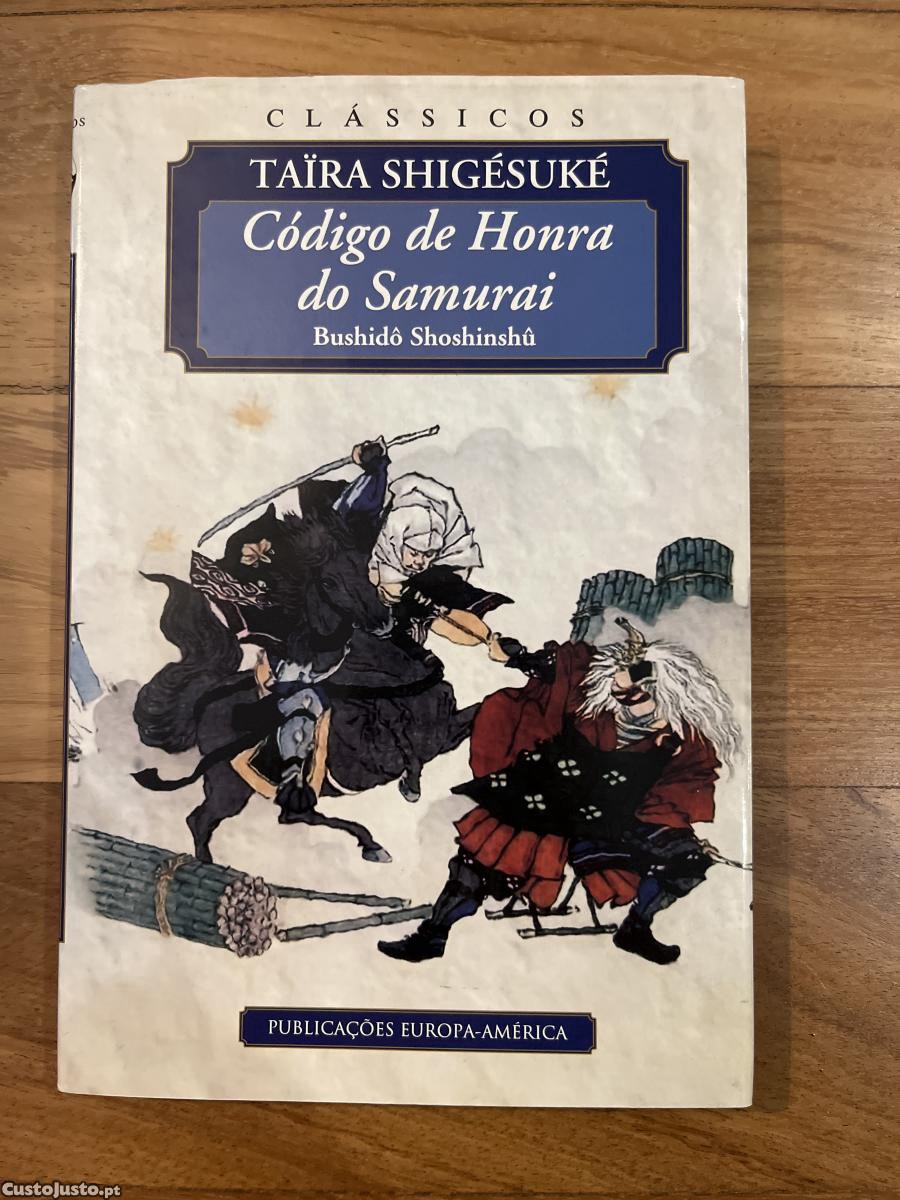 CLÁSSICOS
TAÏRA SHIGÉSUKÉ
Código de Honra
do Samurai
Bushidô Shoshinshû
PUBLICAÇÕES EUROPA-AMÉRICA
CustoJusto.pt